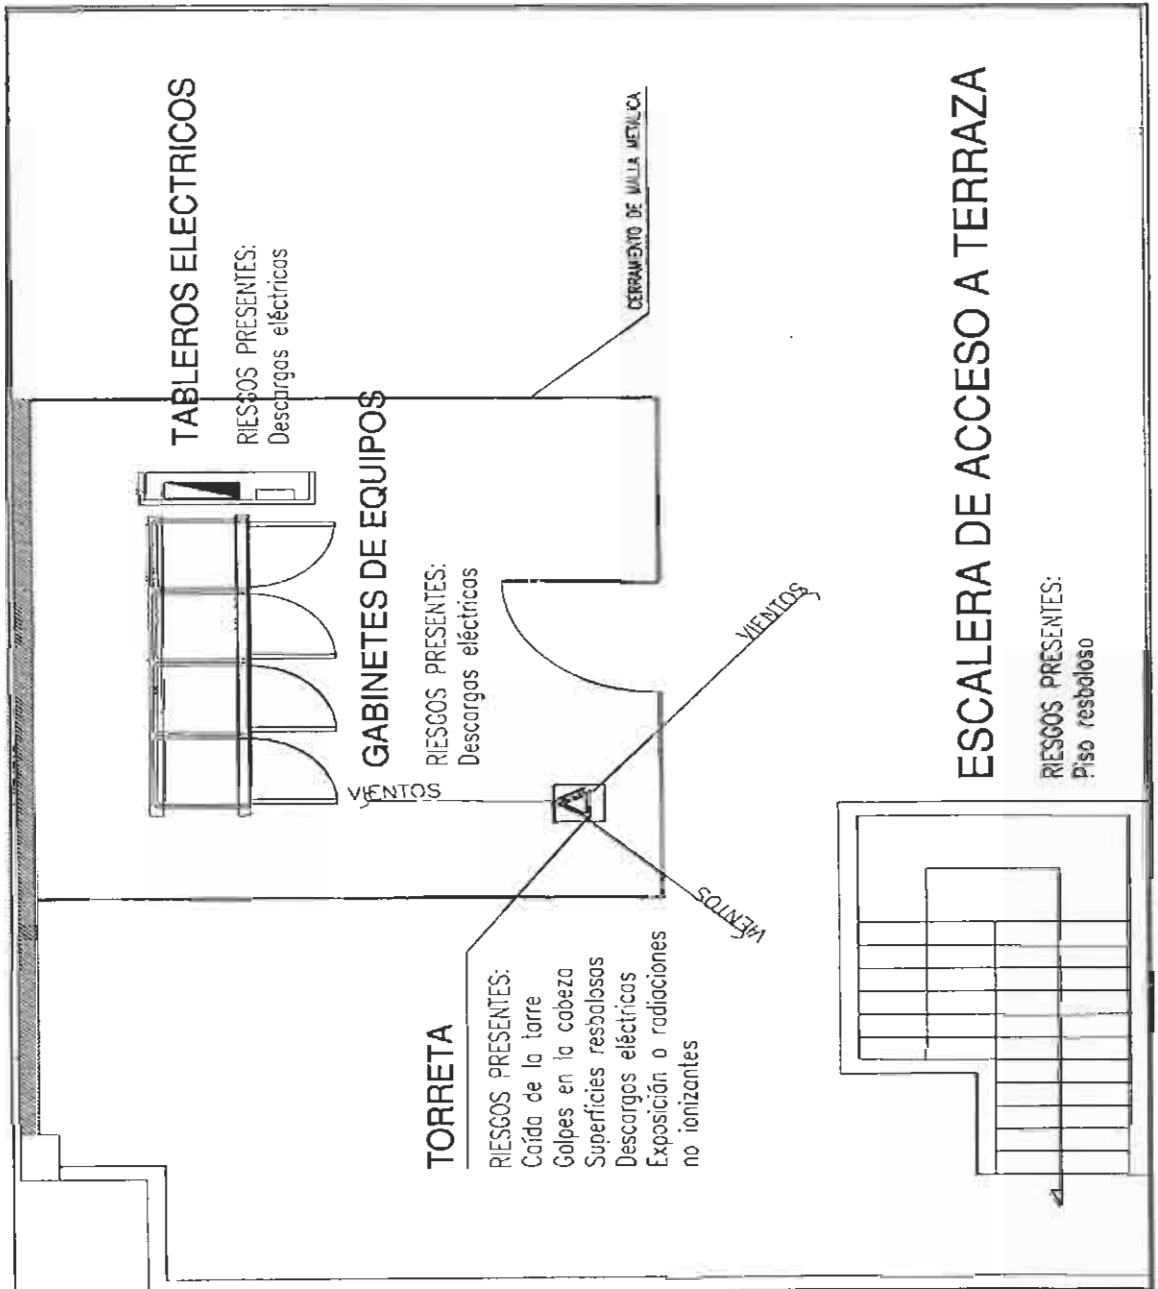 TABLEROS ELECTRICOS
RIESGOS PRESENTES:
Descargas eléctricas
GABINETES DE EQUIPOS
RIESGOS PRESENTES:
Descargas eléctricas
CERRAMIENTO DE MALLA METALICA
VIENTOS
VIENTOS
VIENTOS
TORRETA
RIESGOS PRESENTES:
Caída de la torre
Golpes en la cabeza
Superficies resbalosas
Descargas eléctricas
Exposición a radiaciones
no ionizantes
ESCALERA DE ACCESO A TERRAZA
RIESGOS PRESENTES:
Piso resbaloso